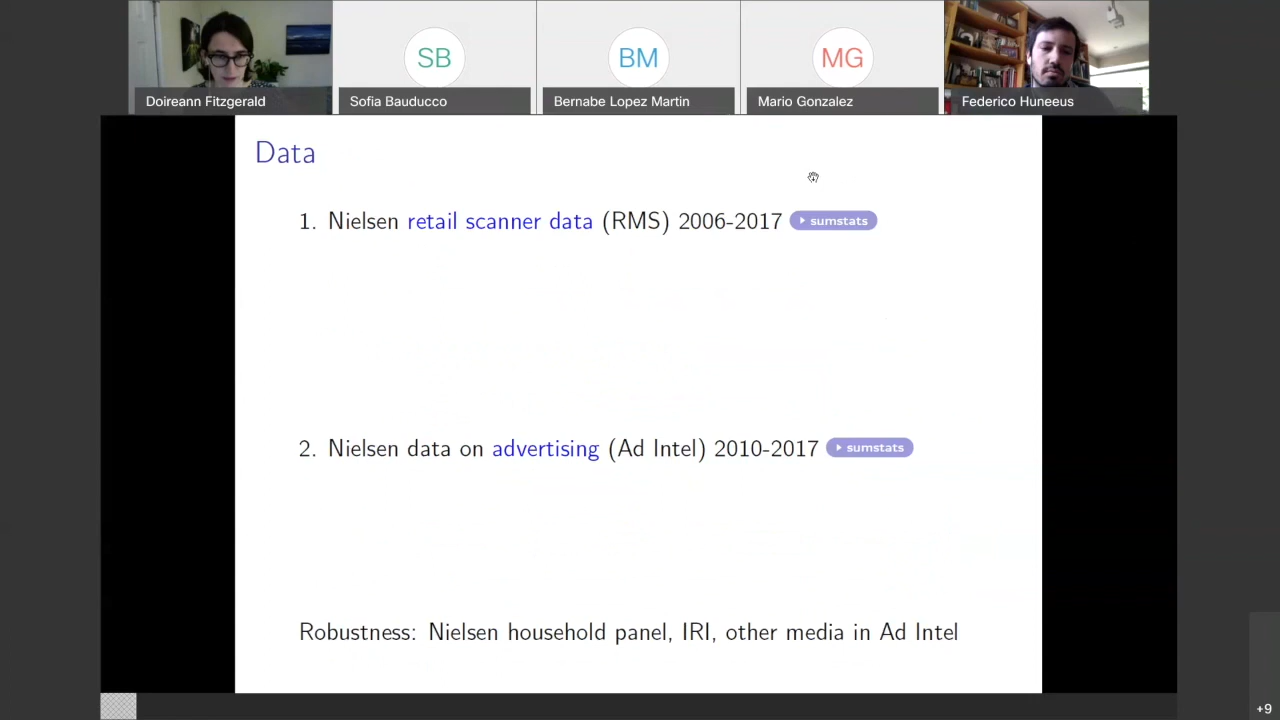 SB
BM
MG
Doireann Fitzgerald
Sofia Bauducco
Bernabe Lopez Martin
Mario Gonzalez
Federico Huneeus
Data
1. Nielsen retail scanner data (RMS) 2006-2017 sumstats
2. Nielsen data on advertising (Ad Intel) 2010-2017 sumstats
Robustness: Nielsen household panel, IRI, other media in Ad Intel
+9